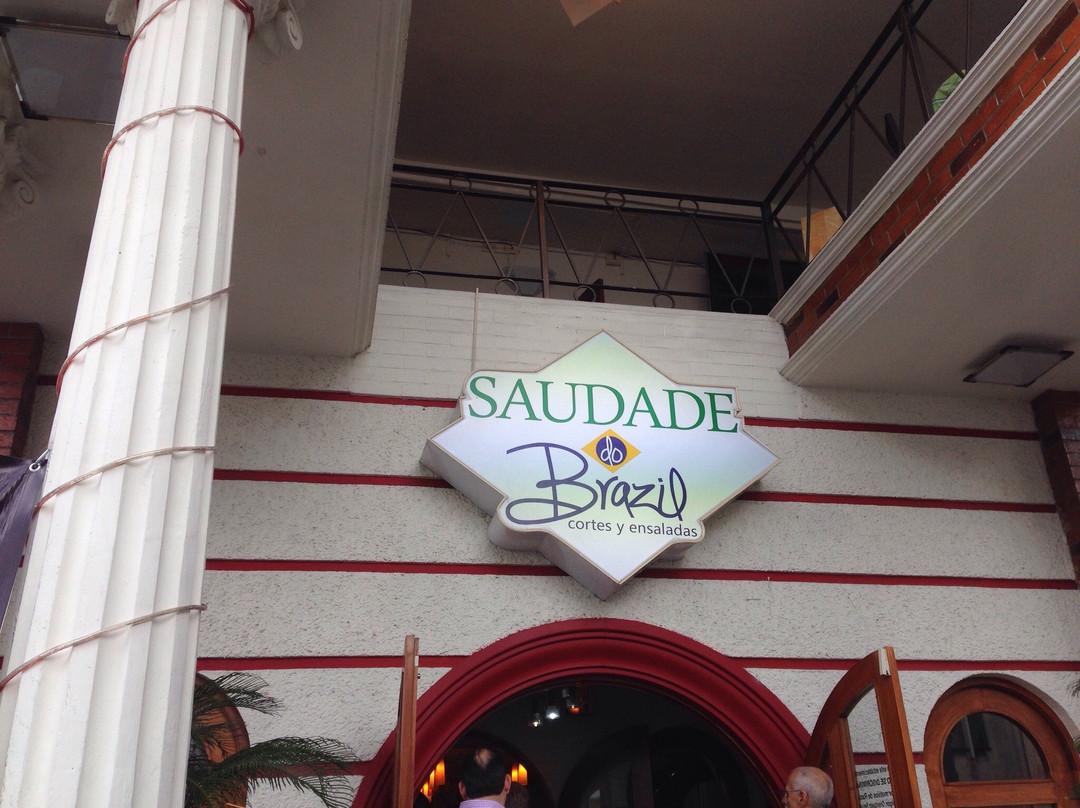 SAUDADE
do
Brazil
cortes y ensaladas